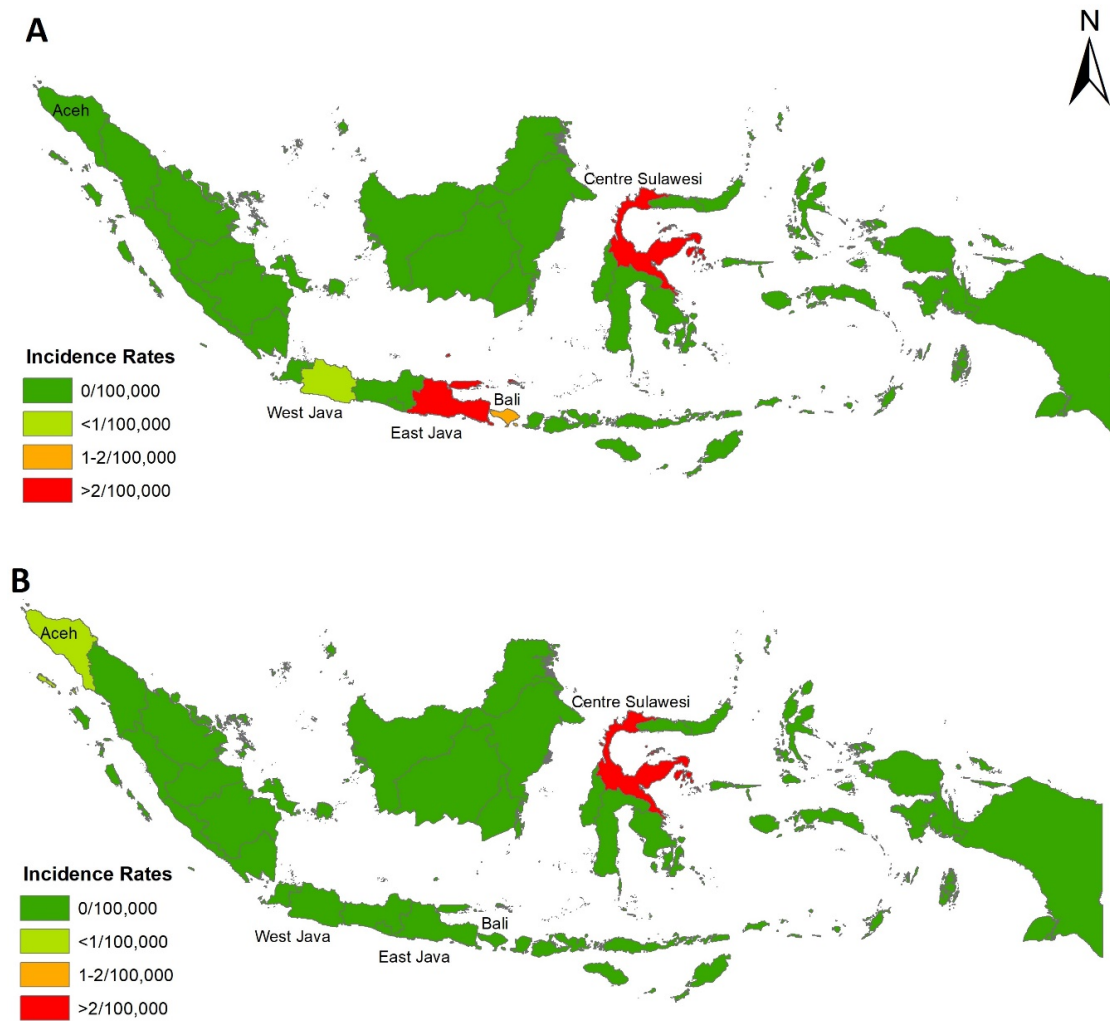 A
N
Aceh
Centre Sulawesi
Incidence Rates
0/100,000
<1/100,000
1-2/100,000
>2/100,000
West Java
East Java
Bali
B
Aceh
Centre Sulawesi
Incidence Rates
0/100,000
<1/100,000
1-2/100,000
>2/100,000
West Java
East Java
Bali